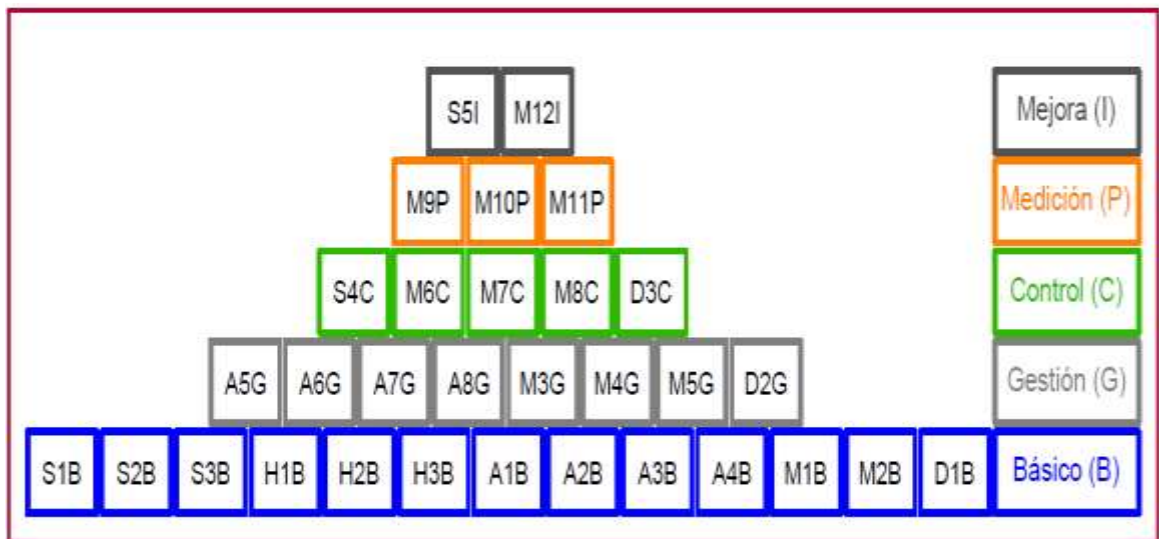 S5I M12I Mejora (I)
M9P M10P M11P Medición (P)
S4C M6C M7C M8C D3C Control (C)
A5G A6G A7G A8G M3G M4G M5G D2G Gestión (G)
S1B S2B S3B H1B H2B H3B A1B A2B A3B A4B M1B M2B D1B Básico (B)